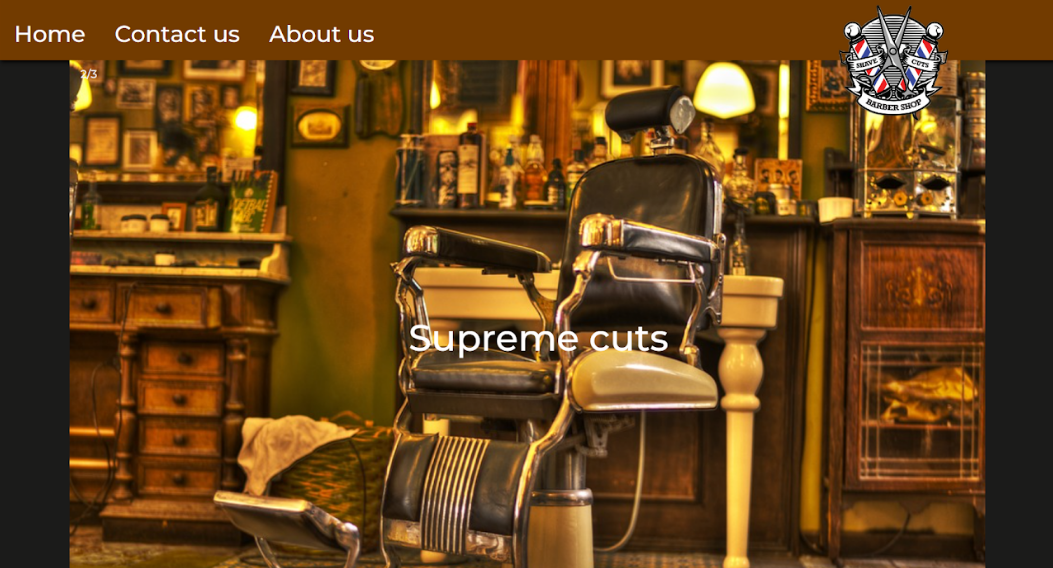 Home Contact us About us
SHAVE CUTS
BARBER SHOP
2/3
Supreme cuts